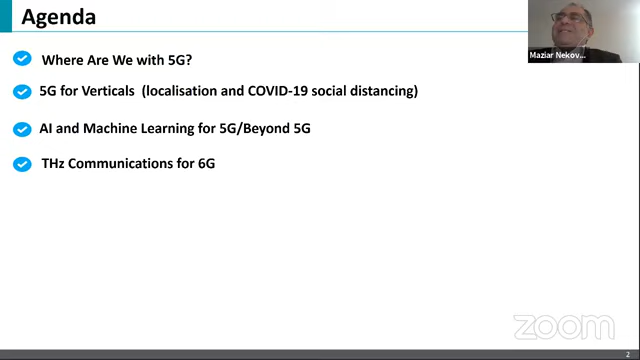 Agenda
Maziar Nekov...
Where Are We with 5G?
5G for Verticals (localisation and COVID-19 social distancing)
AI and Machine Learning for 5G/Beyond 5G
THz Communications for 6G
zoom
2